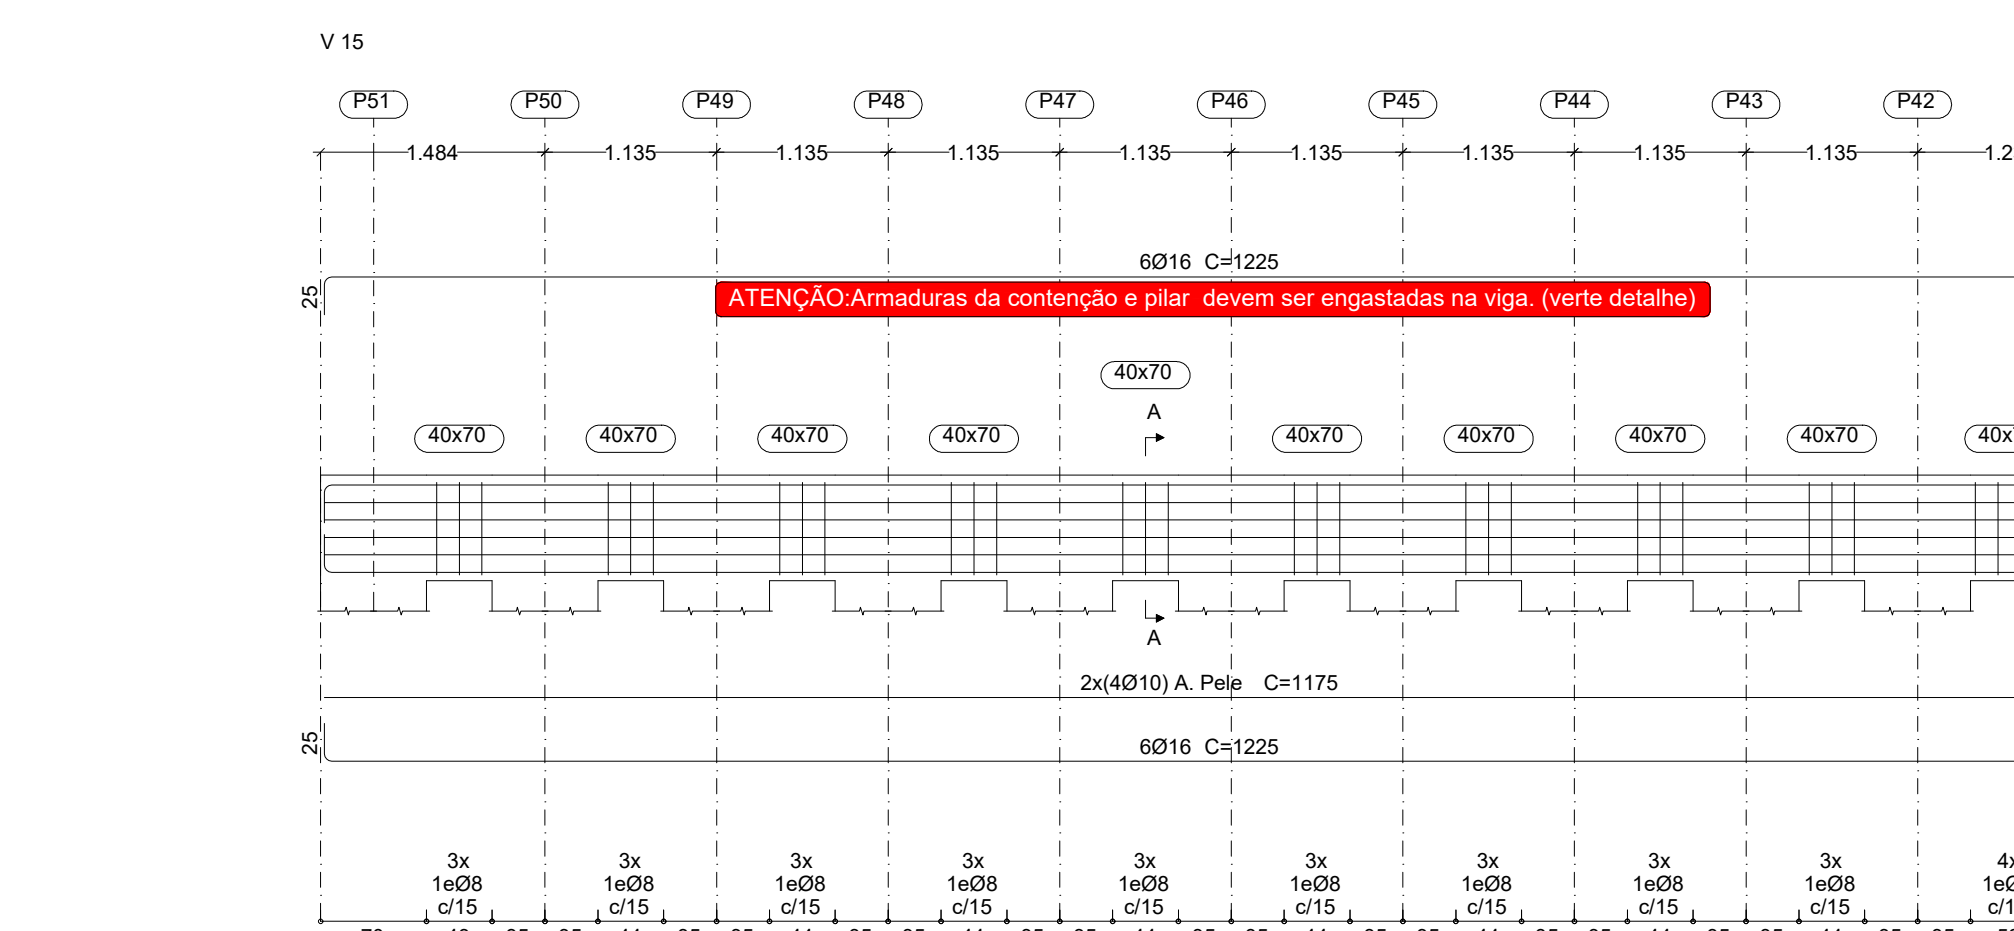 V 15
P51 P50 P49 P48 P47 P46 P45 P44 P43 P42
1.484 1.135 1.135 1.135 1.135 1.135 1.135 1.135 1.135
6Ø16 C=1225
25
ATENÇÃO:Armaduras da contenção e pilar devem ser engastadas na viga. (verte detalhe)
40x70
A
40x70 40x70 40x70 40x70 40x70 40x70 40x70 40x70
A
2x(4Ø10) A. Pele C=1175
25
6Ø16 C=1225
3x 3x 3x 3x 3x 3x 3x 3x 3x
1eØ8 1eØ8 1eØ8 1eØ8 1eØ8 1eØ8 1eØ8 1eØ8 1eØ8
c/15 c/15 c/15 c/15 c/15 c/15 c/15 c/15 c/15